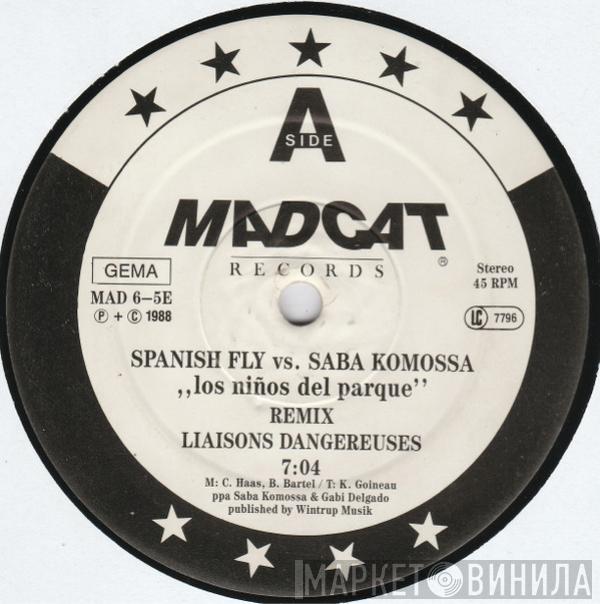 A
SIDE
MADCAT
RECORDS
®
GEMA
MAD 6–5E
Ⓟ + © 1988
Stereo
45 RPM
LC 7796
SPANISH FLY vs. SABA KOMOSSA
,,los niños del parque’’
REMIX
LIAISONS DANGEREUSES
7:04
M: C. Haas, B. Bartel / T: K. Goineau
ppa Saba Komossa & Gabi Delgado
published by Wintrup Musik
МАРКЕТ ВИНИЛА